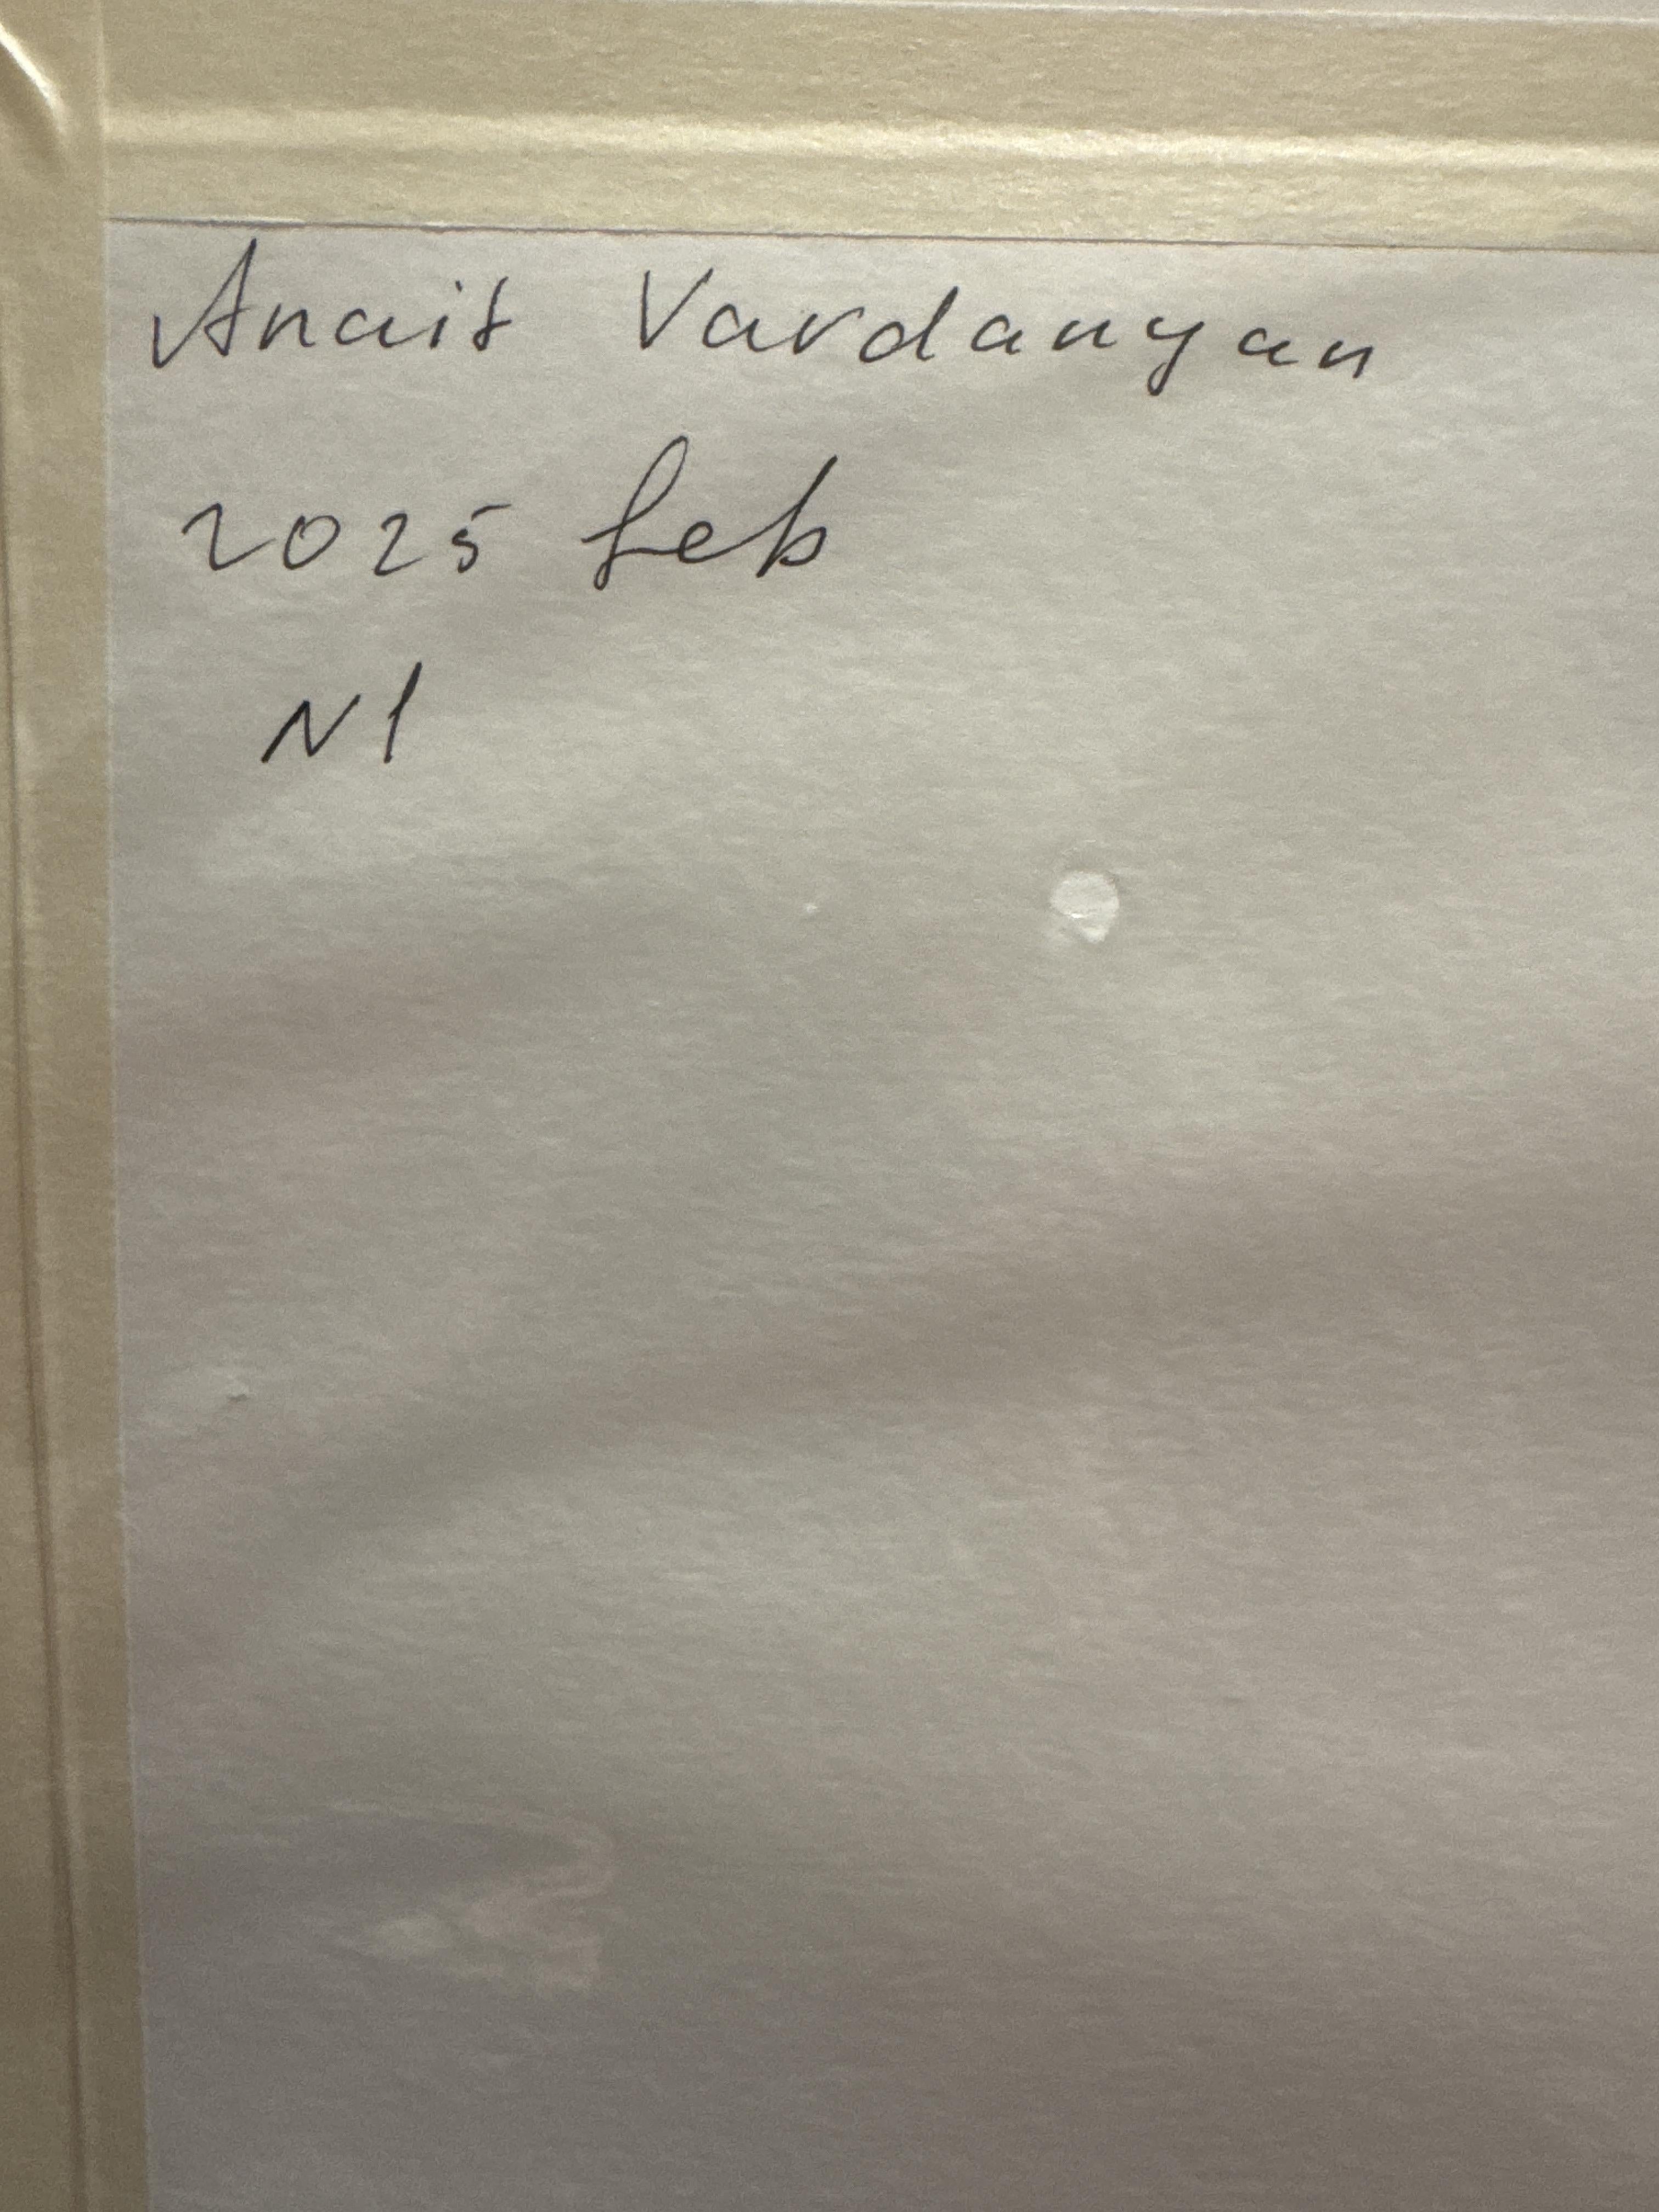 Anait Vardanyan
2025 feb
N1